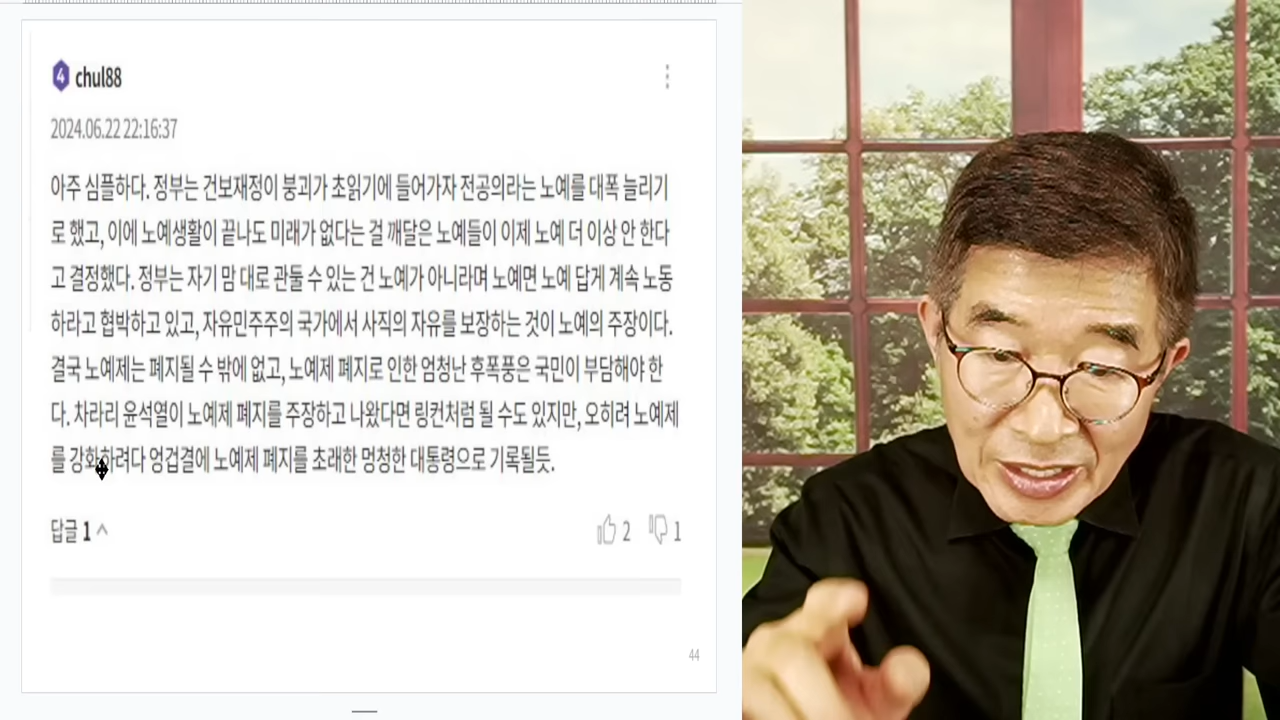 4 chul88
2024.06.22 22:16:37
아주 심플하다. 정부는 건보재정이 붕괴가 초읽기에 들어가자 전공의라는 노예를 대폭 늘리기
로 했고, 이에 노예생활이 끝나도 미래가 없다는 걸 깨달은 노예들이 이제 노예 더 이상 안 한다
고 결정했다. 정부는 자기 맘 대로 관둘 수 있는 건 노예가 아니라며 노예면 노예 답게 계속 노동
하라고 협박하고 있고, 자유민주주의 국가에서 사직의 자유를 보장하는 것이 노예의 주장이다.
결국 노예제는 폐지될 수 밖에 없고, 노예제 폐지로 인한 엄청난 후폭풍은 국민이 부담해야 한
다. 차라리 윤석열이 노예제 폐지를 주장하고 나왔다면 링컨처럼 될 수도 있지만, 오히려 노예제
를 강화하려다 엉겁결에 노예제 폐지를 초래한 멍청한 대통령으로 기록될듯.
답글 1
2 1
44